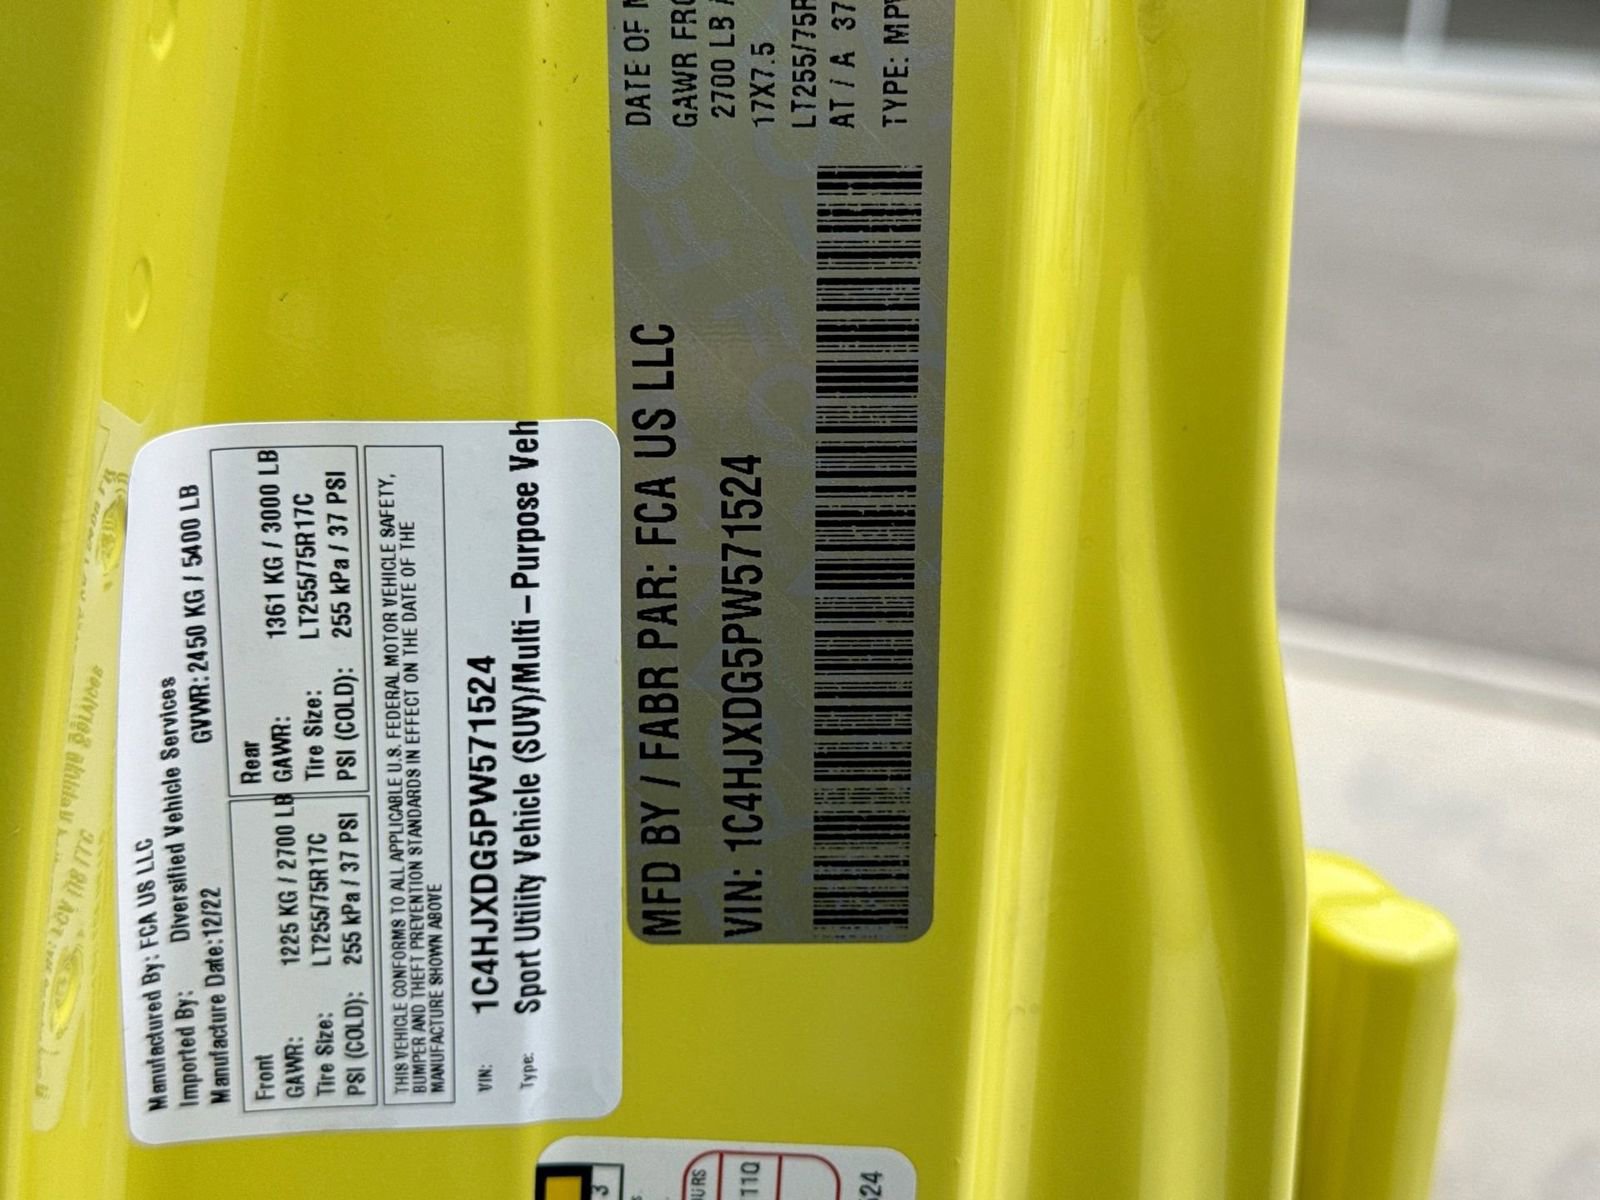 Manufactured By: FCA US LLC
Imported By: Diversified Vehicle Services
Manufacture Date: 12/22 GVWR: 2450 KG / 5400 LB
Front
GAWR: 1225 KG / 2700 LB
Tire Size: LT255/75R17C
PSI (COLD): 255 kPa / 37 PSI
Rear
GAWR: 1361 KG / 3000 LB
Tire Size: LT255/75R17C
PSI (COLD): 255 kPa / 37 PSI
THIS VEHICLE CONFORMS TO ALL APPLICABLE U.S. FEDERAL MOTOR VEHICLE SAFETY,
BUMPER AND THEFT PREVENTION STANDARDS IN EFFECT ON THE DATE OF THE
MANUFACTURE SHOWN ABOVE
VIN: 1C4HJXDG5PW571524
Type: Sport Utility Vehicle (SUV)/Multi-Purpose Veh
MFD BY / FABR PAR: FCA US LLC
VIN: 1C4HJXDG5PW571524
DATE OF M
GAWR FRO
2700 LB
17X7.5
LT255/75R
AT / A 37
TYPE: MPV
3
URS
T1Q
524